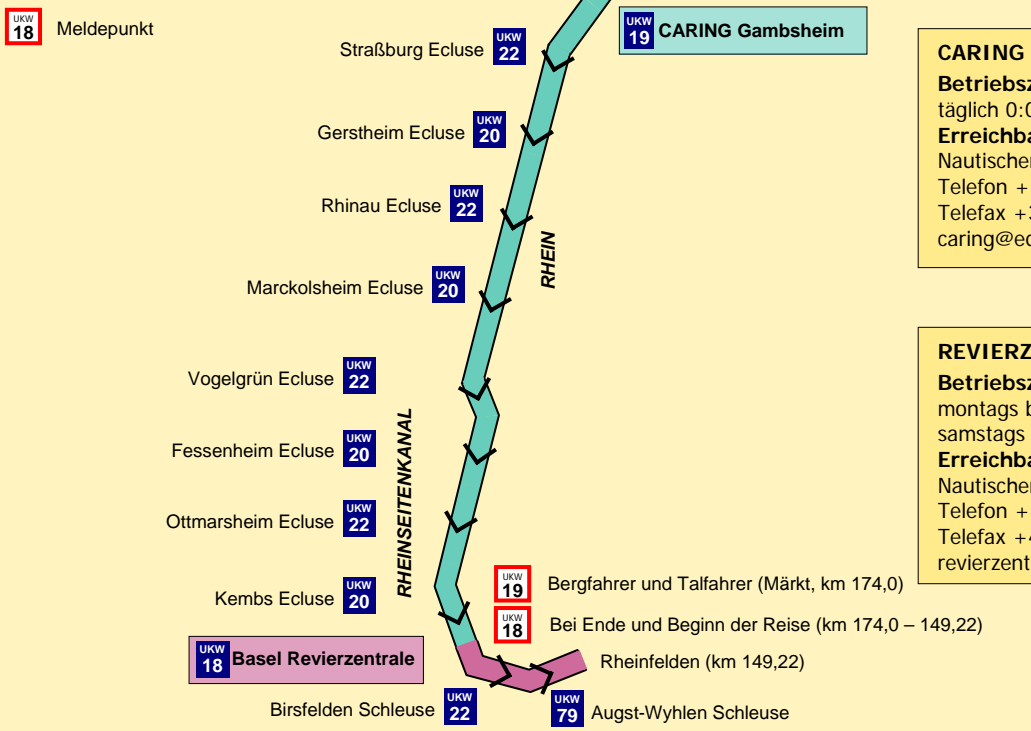 UKW 18 Meldepunkt
UKW 19 CARING Gambsheim
Straßburg Ecluse UKW 22
Gerstheim Ecluse UKW 20
Rhinau Ecluse UKW 22
RHEIN
Marckolsheim Ecluse UKW 20
Vogelgrün Ecluse UKW 22
Fessenheim Ecluse UKW 20
RHEINSEITENKANAL
Ottmarsheim Ecluse UKW 22
Kembs Ecluse UKW 20
UKW 19 Bergfahrer und Talfahrer (Märkt, km 174,0)
UKW 18 Bei Ende und Beginn der Reise (km 174,0 – 149,22)
UKW 18 Basel Revierzentrale
Rheinfelden (km 149,22)
Birsfelden Schleuse UKW 22
UKW 79 Augst-Wyhlen Schleuse
CARING
Betriebsz
täglich 0:0
Erreichba
Nautischer
Telefon +
Telefax +3
caring@ec
REVIERZ
Betriebsz
montags b
samstags
Erreichba
Nautischer
Telefon +
Telefax +4
revierzent